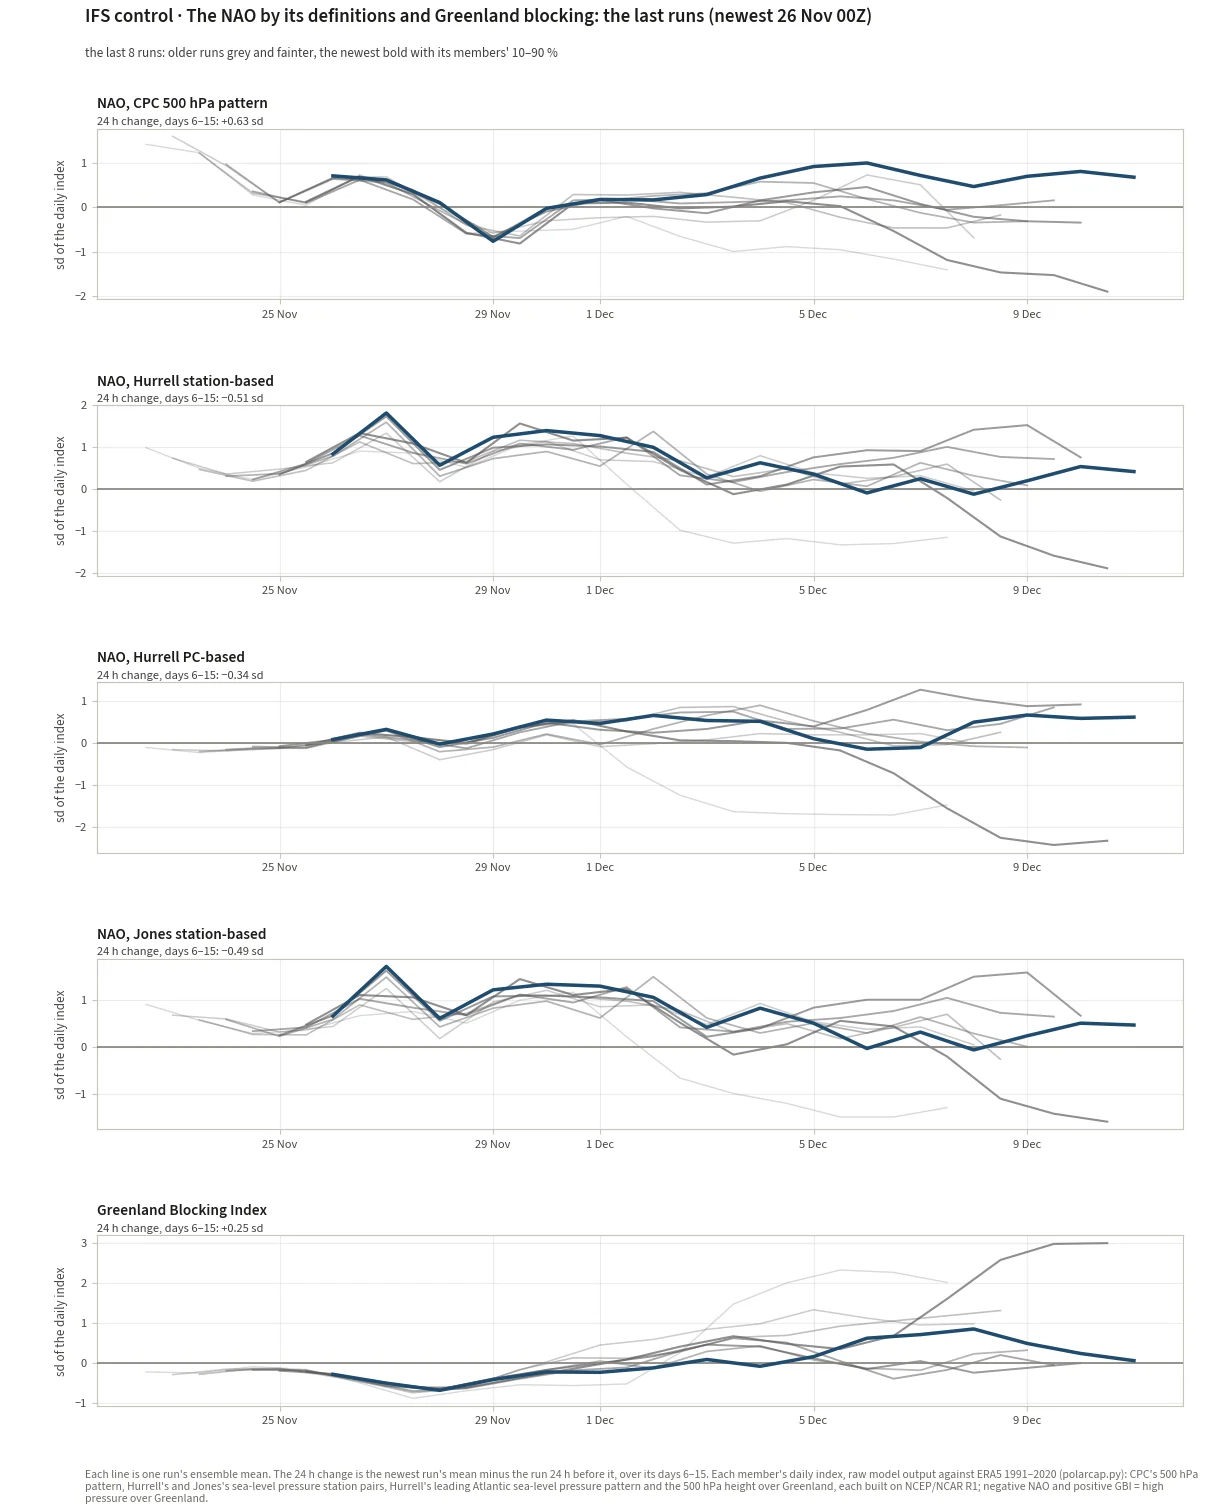 IFS control · The NAO by its definitions and Greenland blocking: the last runs (newest 26 Nov 00Z)
the last 8 runs: older runs grey and fainter, the newest bold with its members' 10–90 %
NAO, CPC 500 hPa pattern
24 h change, days 6–15: +0.63 sd
sd of the daily index
1
0
−1
−2
25 Nov
29 Nov
1 Dec
5 Dec
9 Dec
NAO, Hurrell station-based
24 h change, days 6–15: −0.51 sd
sd of the daily index
2
1
0
−1
−2
25 Nov
29 Nov
1 Dec
5 Dec
9 Dec
NAO, Hurrell PC-based
24 h change, days 6–15: −0.34 sd
sd of the daily index
1
0
−1
−2
25 Nov
29 Nov
1 Dec
5 Dec
9 Dec
NAO, Jones station-based
24 h change, days 6–15: −0.49 sd
sd of the daily index
1
0
−1
25 Nov
29 Nov
1 Dec
5 Dec
9 Dec
Greenland Blocking Index
24 h change, days 6–15: +0.25 sd
sd of the daily index
3
2
1
0
−1
25 Nov
29 Nov
1 Dec
5 Dec
9 Dec
Each line is one run's ensemble mean. The 24 h change is the newest run's mean minus the run 24 h before it, over its days 6–15. Each member's daily index, raw model output against ERA5 1991–2020 (polarcap.py): CPC's 500 hPa
pattern, Hurrell's and Jones's sea-level pressure station pairs, Hurrell's leading Atlantic sea-level pressure pattern and the 500 hPa height over Greenland, each built on NCEP/NCAR R1; negative NAO and positive GBI = high
pressure over Greenland.